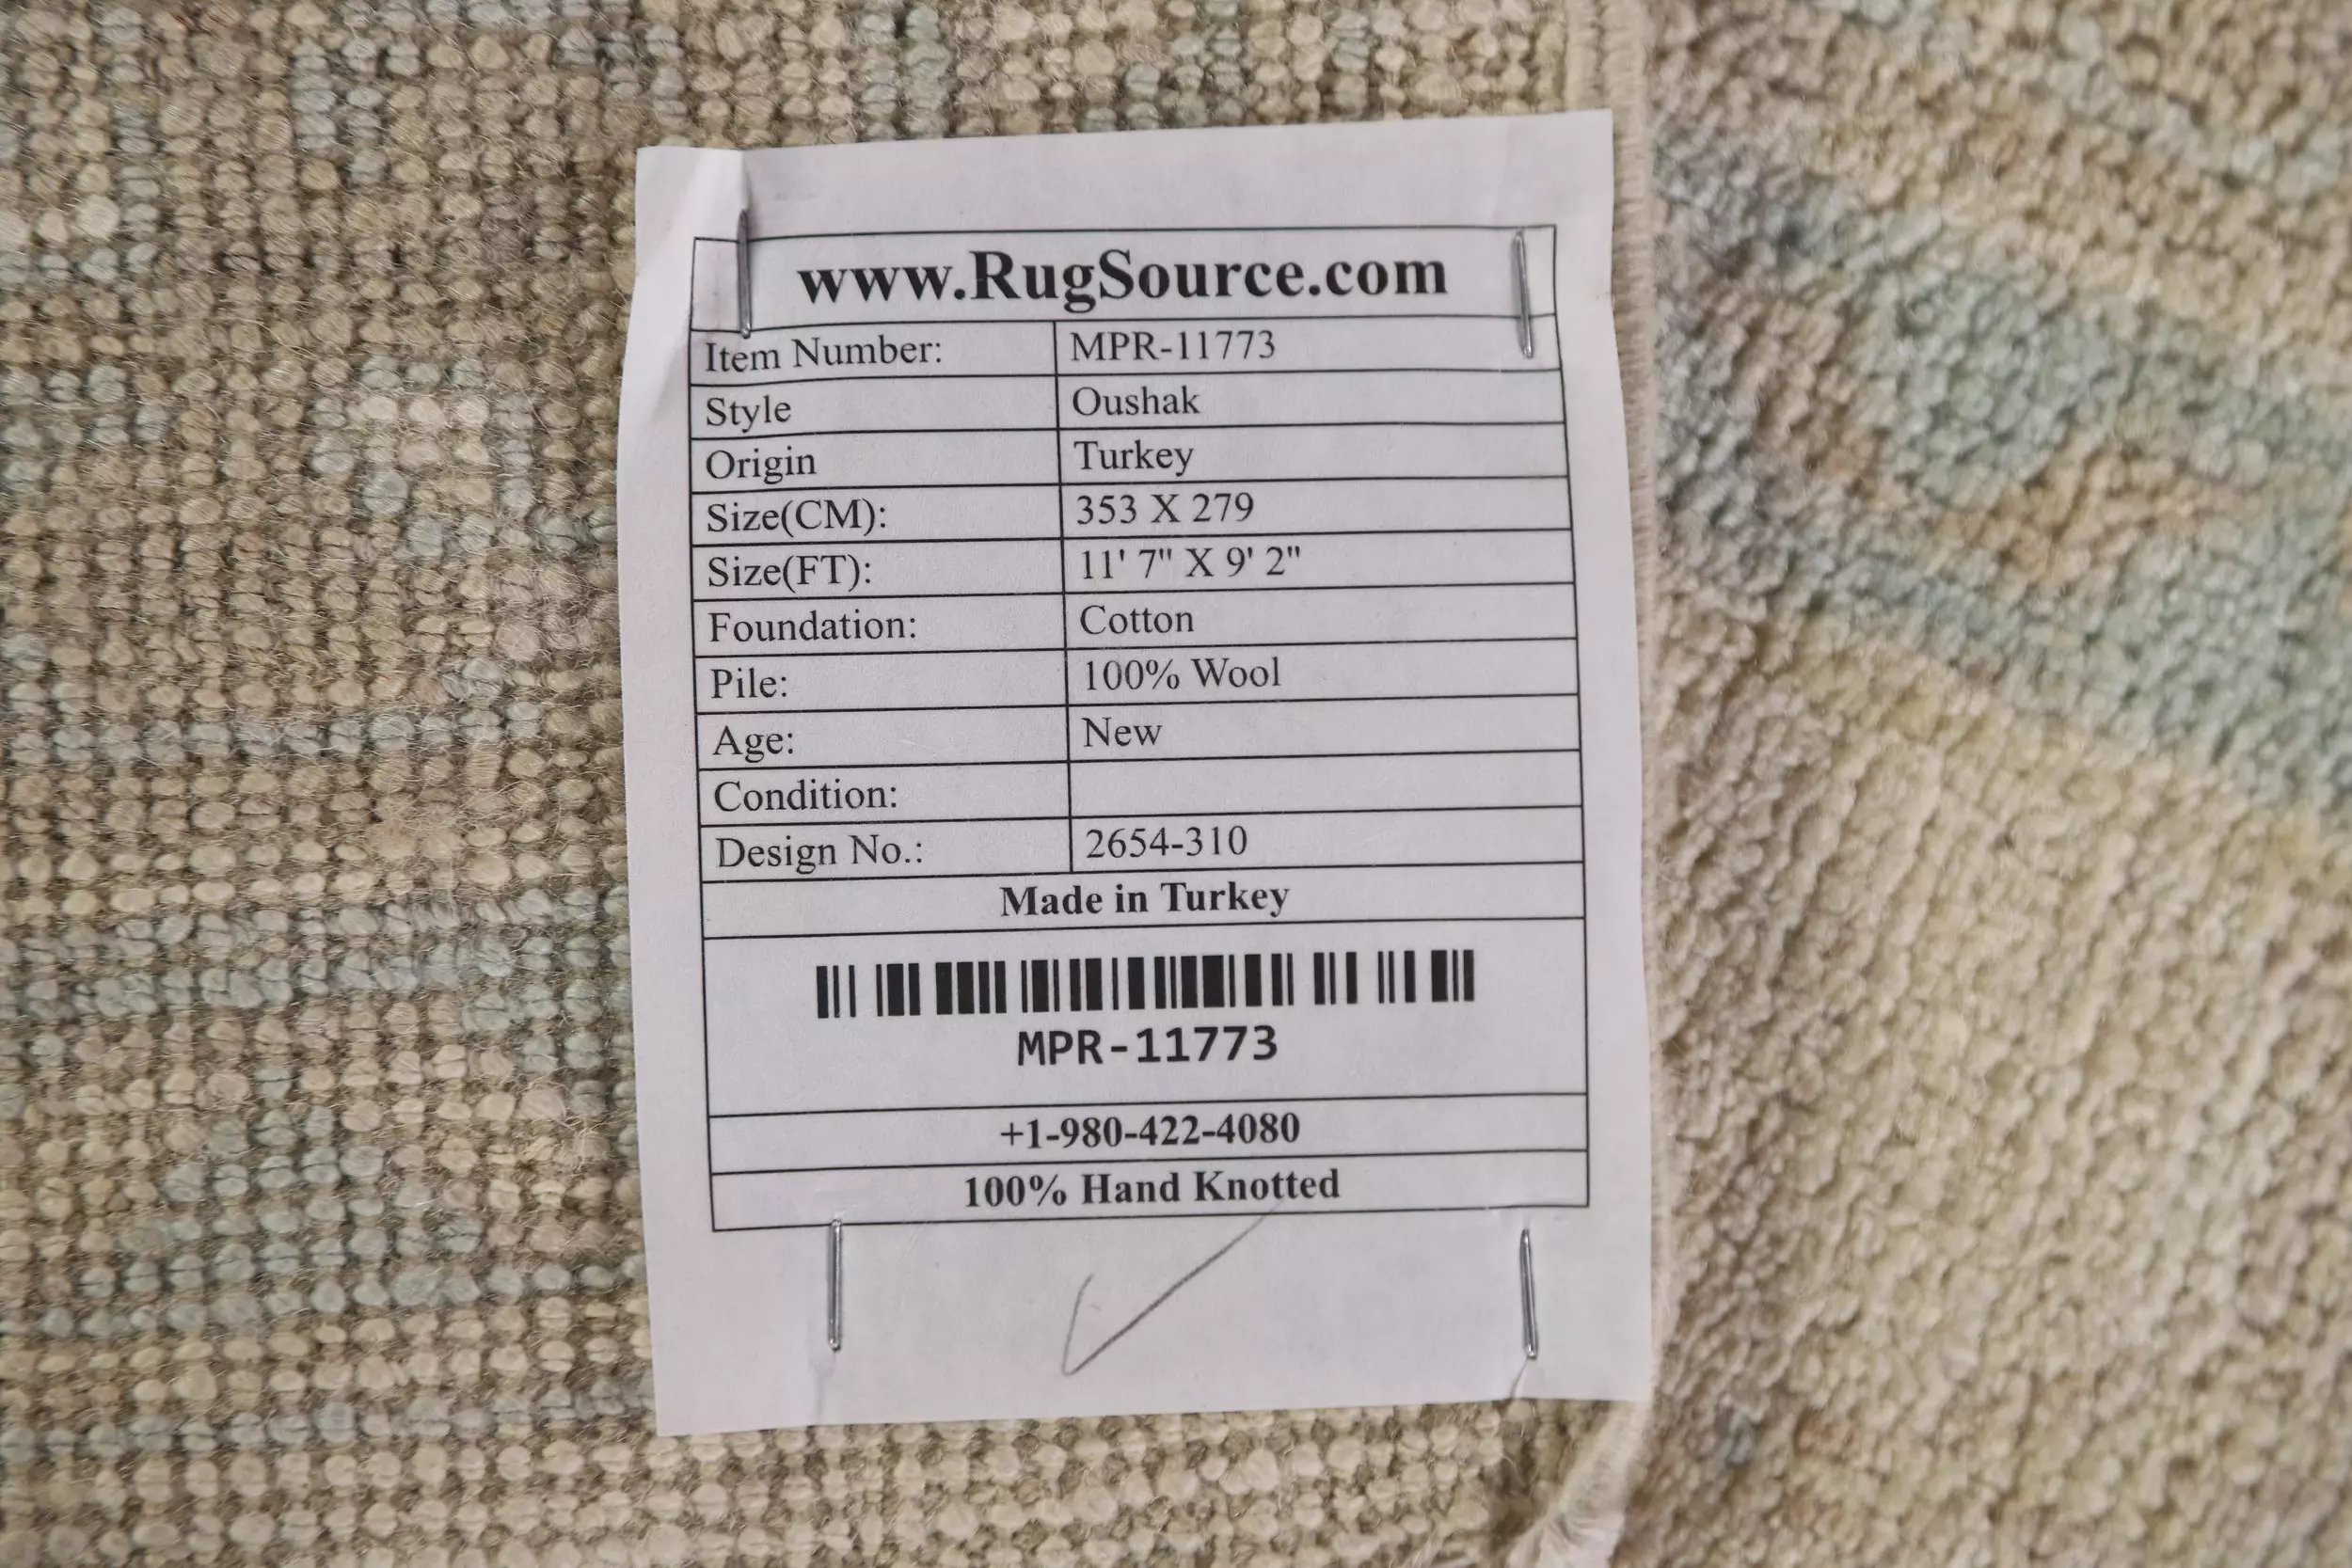 www.RugSource.com
Item Number: MPR-11773
Style Oushak
Origin Turkey
Size(CM): 353 X 279
Size(FT): 11' 7" X 9' 2"
Foundation: Cotton
Pile: 100% Wool
Age: New
Condition:
Design No.: 2654-310
Made in Turkey
MPR-11773
+1-980-422-4080
100% Hand Knotted